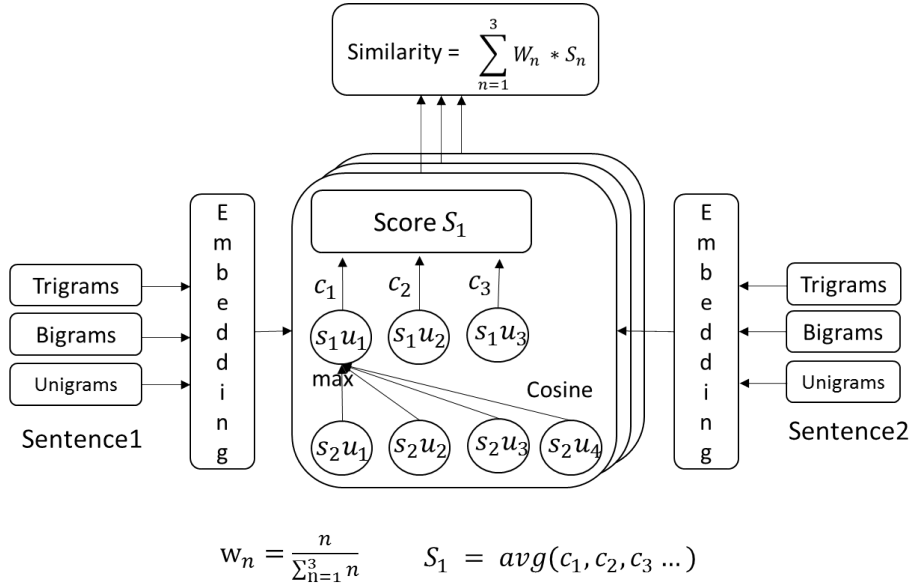 Similarity = \sum_{n=1}^{3} W_n * S_n
Score S_1
c_1 c_2 c_3
s_1u_1 s_1u_2 s_1u_3
max
Cosine
s_2u_1 s_2u_2 s_2u_3 s_2u_4
Embedding
Trigrams
Bigrams
Unigrams
Sentence1
Embedding
Trigrams
Bigrams
Unigrams
Sentence2
w_n = \frac{n}{\sum_{n=1}^{3} n}
S_1 = avg(c_1, c_2, c_3 ...)